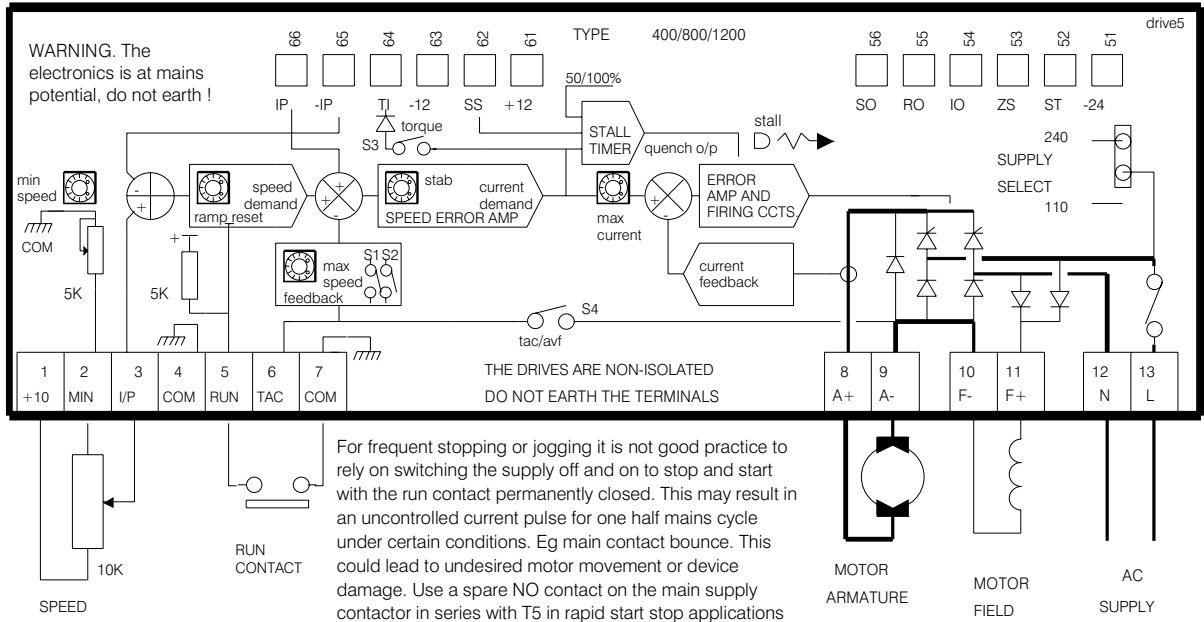 drive5
WARNING. The
electronics is at mains
potential, do not earth !
66 65 64 63 62 61
TYPE 400/800/1200
56 55 54 53 52 51
IP -IP TI -12 SS +12
50/100%
SO RO IO ZS ST -24
S3
torque
STALL
TIMER
quench o/p
stall
240
SUPPLY
SELECT
110
min
speed
COM
5K
-
+
speed
demand
ramp reset
+
+
-
stab
current
demand
SPEED ERROR AMP
max
current
+
-
ERROR
AMP AND
FIRING CCTS.
+
5K
max
speed
feedback
S1 S2
current
feedback
S4
tac/avf
1 2 3 4 5 6 7
+10 MIN I/P COM RUN TAC COM
THE DRIVES ARE NON-ISOLATED
DO NOT EARTH THE TERMINALS
8 9 10 11 12 13
A+ A- F- F+ N L
10K
SPEED
RUN
CONTACT
For frequent stopping or jogging it is not good practice to
rely on switching the supply off and on to stop and start
with the run contact permanently closed. This may result in
an uncontrolled current pulse for one half mains cycle
under certain conditions. Eg main contact bounce. This
could lead to undesired motor movement or device
damage. Use a spare NO contact on the main supply
contactor in series with T5 in rapid start stop applications
MOTOR
ARMATURE
MOTOR
FIELD
AC
SUPPLY